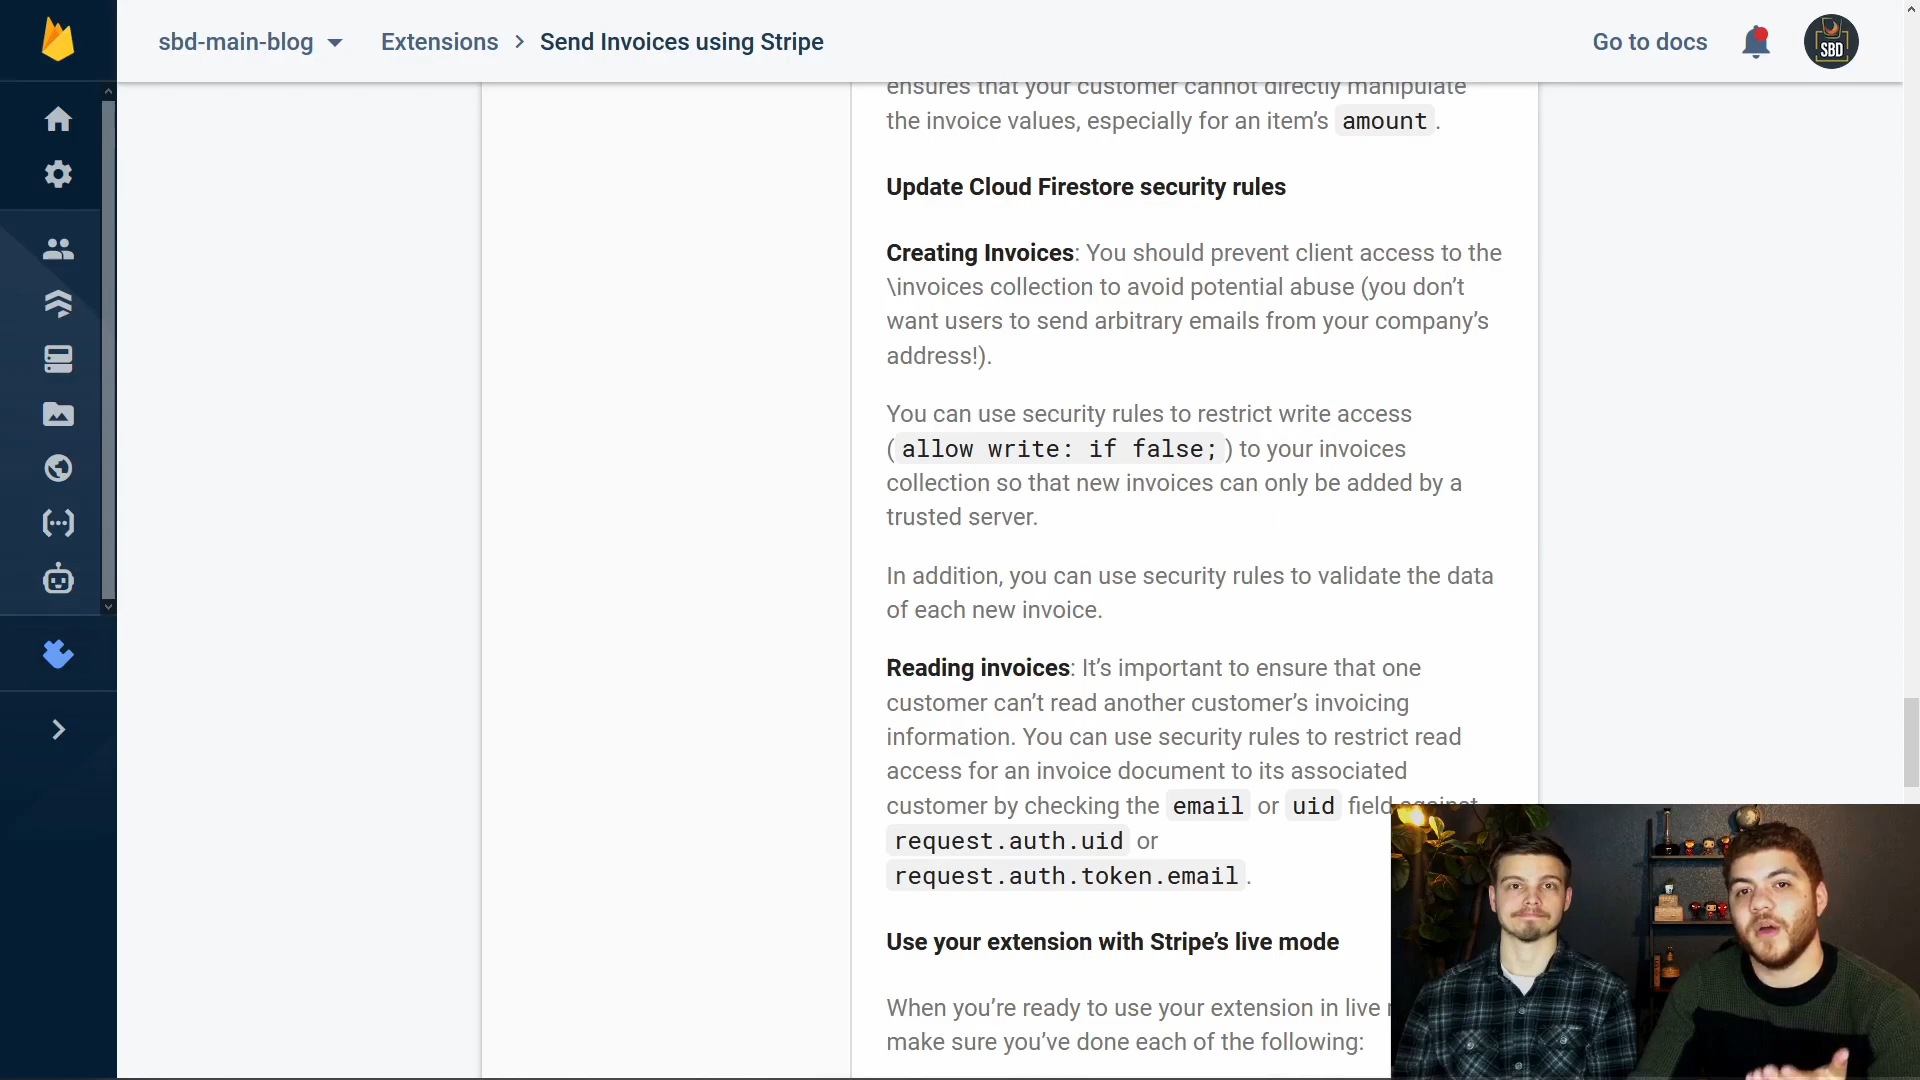 sbd-main-blog Extensions > Send Invoices using Stripe Go to docs
SBD
ensures that your customer cannot directly manipulate
the invoice values, especially for an item’s amount.
Update Cloud Firestore security rules
Creating Invoices: You should prevent client access to the
\invoices collection to avoid potential abuse (you don’t
want users to send arbitrary emails from your company’s
address!).
You can use security rules to restrict write access
(allow write: if false;) to your invoices
collection so that new invoices can only be added by a
trusted server.
In addition, you can use security rules to validate the data
of each new invoice.
Reading invoices: It’s important to ensure that one
customer can’t read another customer’s invoicing
information. You can use security rules to restrict read
access for an invoice document to its associated
customer by checking the email or uid field against
request.auth.uid or
request.auth.token.email.
Use your extension with Stripe’s live mode
When you’re ready to use your extension in live
make sure you’ve done each of the following: